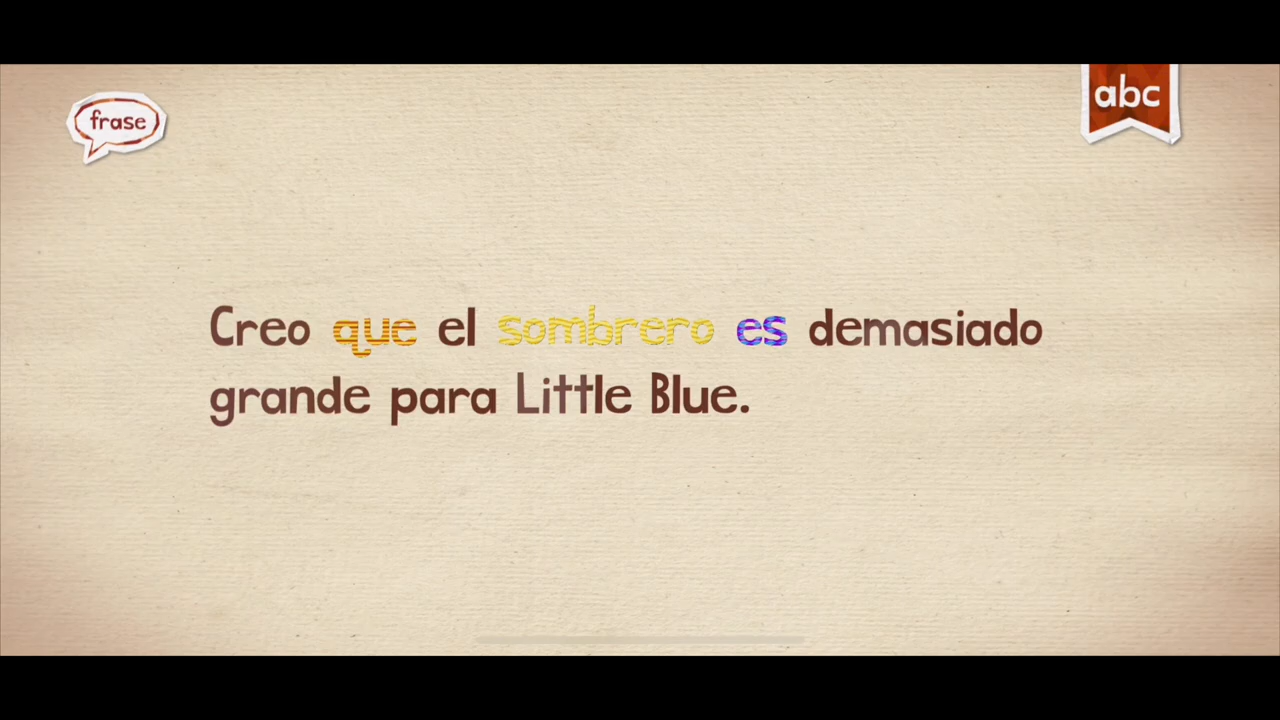 frase
abc
Creo que el sombrero es demasiado
grande para Little Blue.